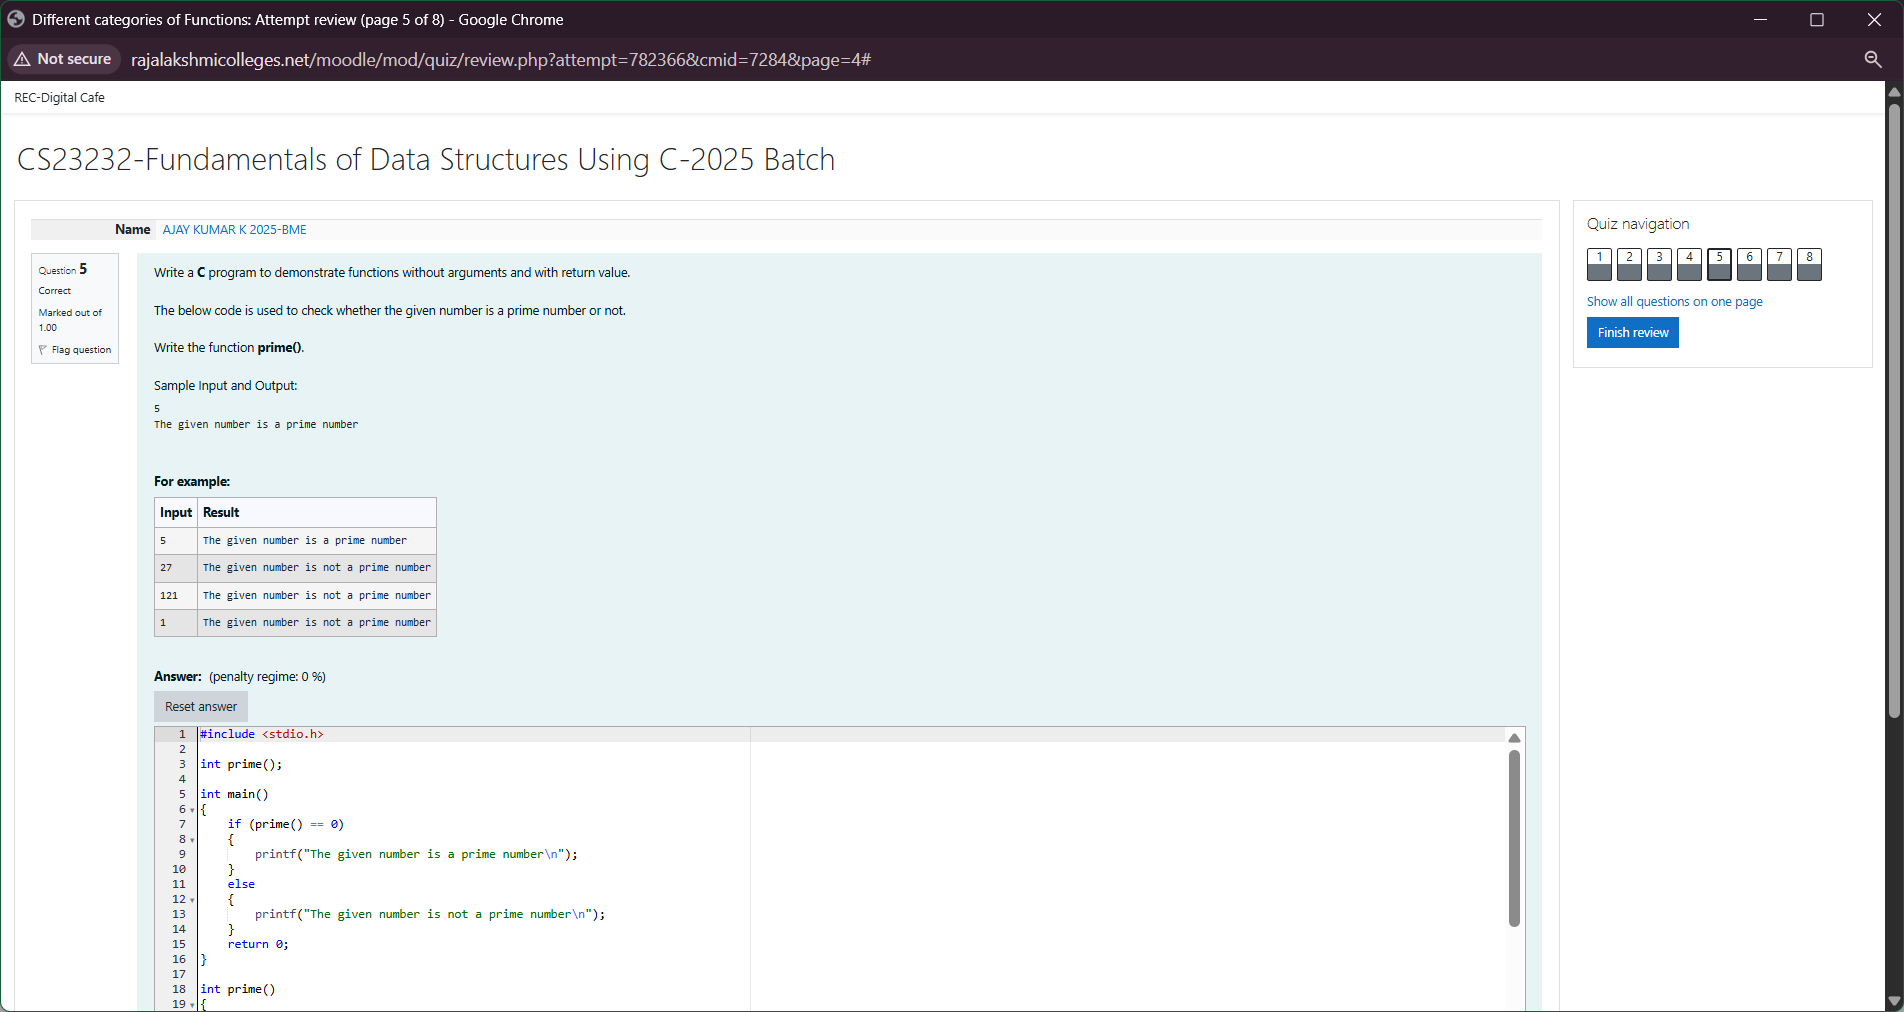 Different categories of Functions: Attempt review (page 5 of 8) - Google Chrome
Not secure rajalakshmicolleges.net/moodle/mod/quiz/review.php?attempt=782366&cmid=7284&page=4#
REC-Digital Cafe
CS23232-Fundamentals of Data Structures Using C-2025 Batch
Name AJAY KUMAR K 2025-BME
Question 5
Correct
Marked out of
1.00
Flag question
Write a C program to demonstrate functions without arguments and with return value.
The below code is used to check whether the given number is a prime number or not.
Write the function prime().
Sample Input and Output:
5
The given number is a prime number
For example:
Input Result
5 The given number is a prime number
27 The given number is not a prime number
121 The given number is not a prime number
1 The given number is not a prime number
Answer: (penalty regime: 0 %)
Reset answer
1 #include <stdio.h>
2
3 int prime();
4
5 int main()
6 {
7 if (prime() == 0)
8 {
9 printf("The given number is a prime number\n");
10 }
11 else
12 {
13 printf("The given number is not a prime number\n");
14 }
15 return 0;
16 }
17
18 int prime()
19 {
Quiz navigation
1 2 3 4 5 6 7 8
Show all questions on one page
Finish review